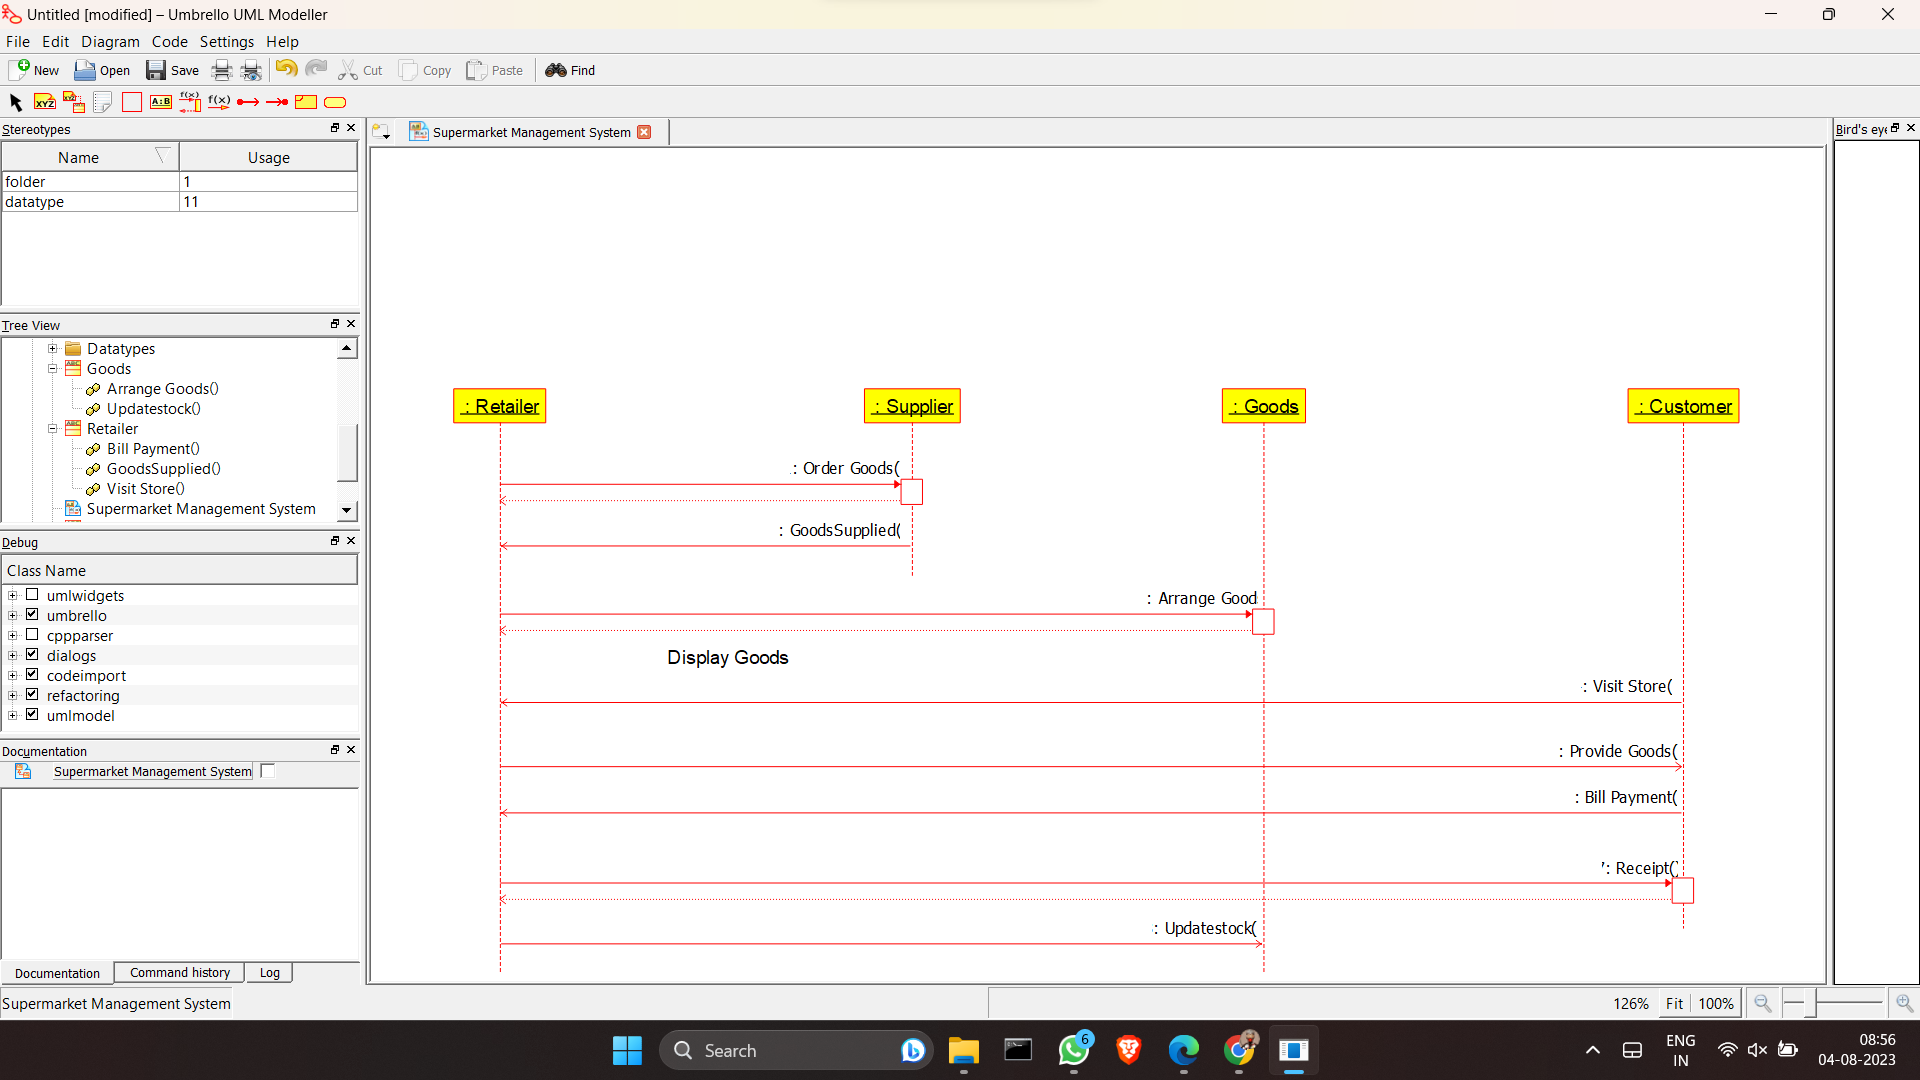 Untitled [modified] – Umbrello UML Modeller
File Edit Diagram Code Settings Help
New Open Save Cut Copy Paste Find
XYZ A:B f(x) f(x)
Stereotypes
Name Usage
folder 1
datatype 11
Tree View
Datatypes
Goods
Arrange Goods()
Updatestock()
Retailer
Bill Payment()
GoodsSupplied()
Visit Store()
Supermarket Management System
Debug
Class Name
umlwidgets
umbrello
cppparser
dialogs
codeimport
refactoring
umlmodel
Documentation
Supermarket Management System
Documentation Command history Log
Supermarket Management System
Supermarket Management System
Bird's eye
: Retailer : Supplier : Goods : Customer
: Order Goods(
: GoodsSupplied(
: Arrange Good
Display Goods
: Visit Store(
: Provide Goods(
: Bill Payment(
: Receipt()
: Updatestock(
126% Fit 100%
Search
6
ENG
IN
08:56
04-08-2023